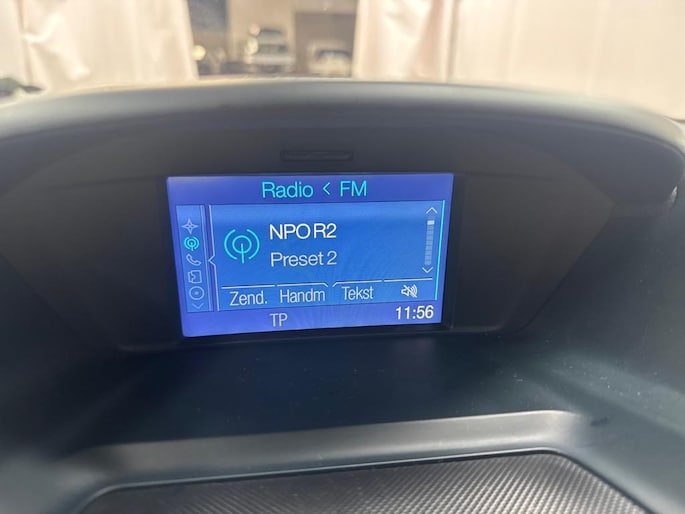 Radio < FM
NPO R2
Preset 2
Zend. Handm Tekst
TP 11:56